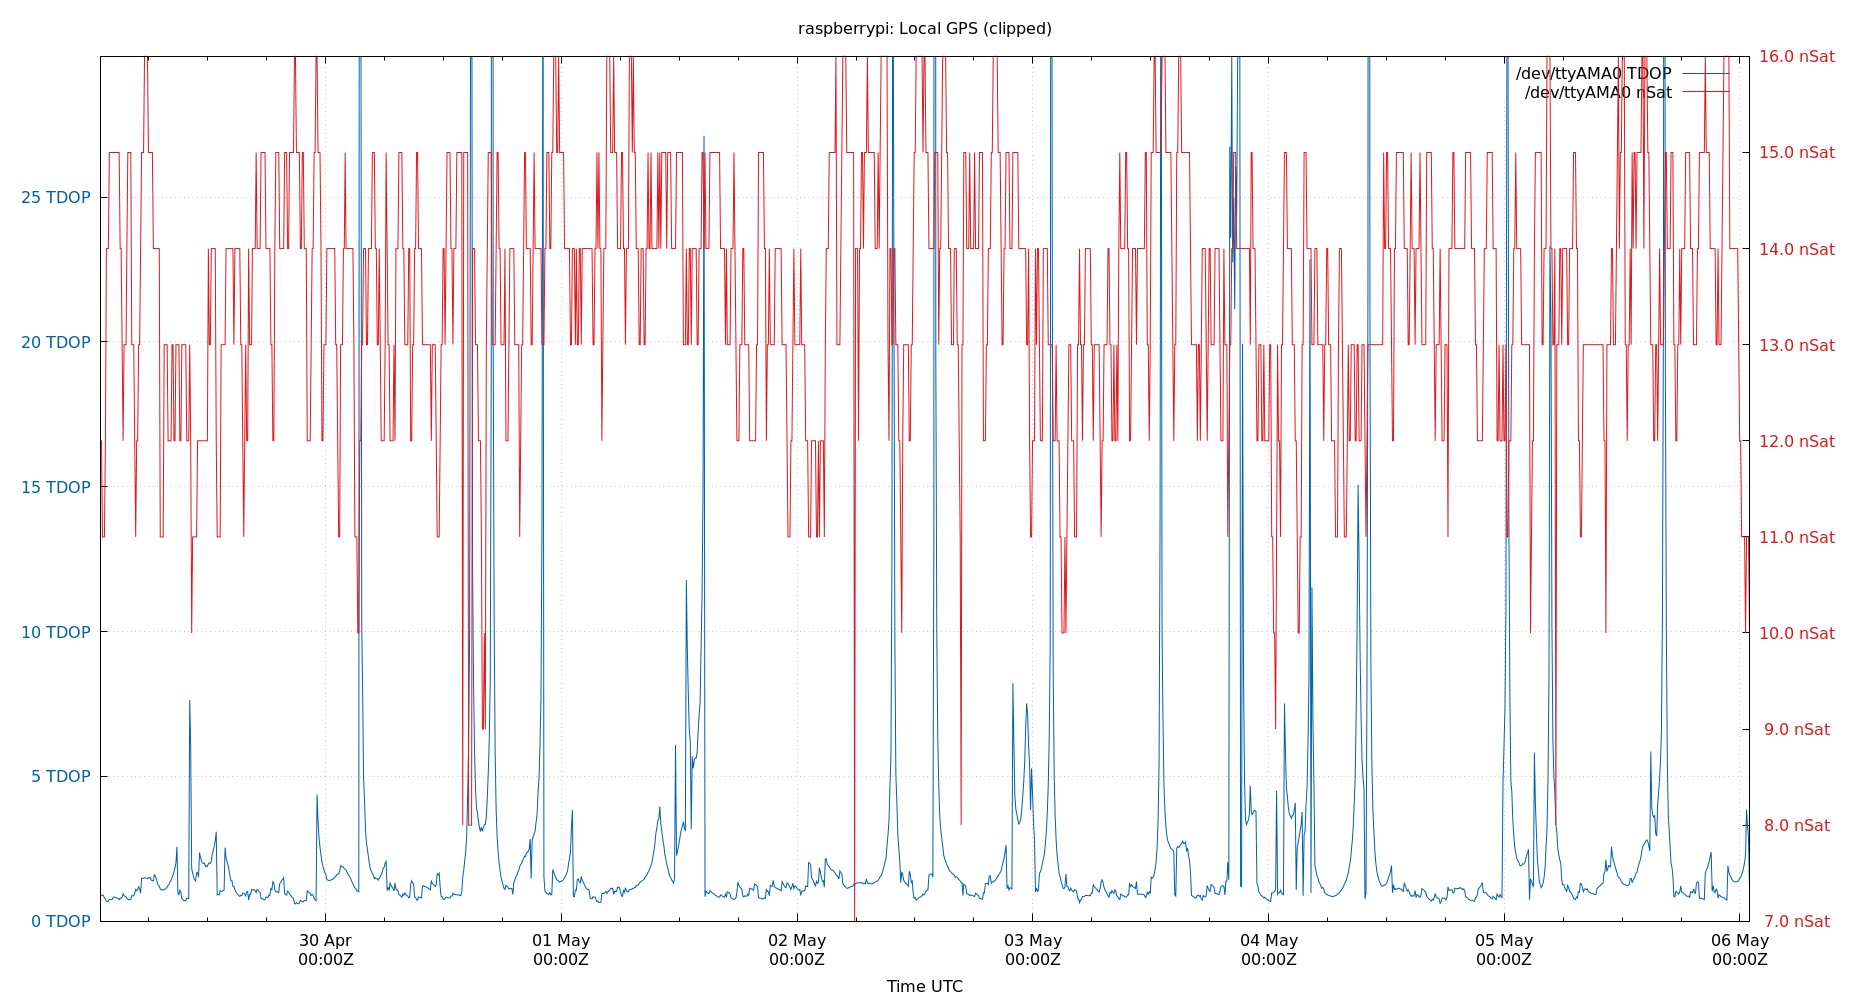 raspberrypi: Local GPS (clipped)
16.0 nSat
/dev/ttyAMA0 TDOP
/dev/ttyAMA0 nSat
15.0 nSat
25 TDOP
14.0 nSat
20 TDOP
13.0 nSat
12.0 nSat
15 TDOP
11.0 nSat
10 TDOP
10.0 nSat
9.0 nSat
5 TDOP
8.0 nSat
0 TDOP
7.0 nSat
30 Apr 01 May 02 May 03 May 04 May 05 May 06 May
00:00Z 00:00Z 00:00Z 00:00Z 00:00Z 00:00Z 00:00Z
Time UTC